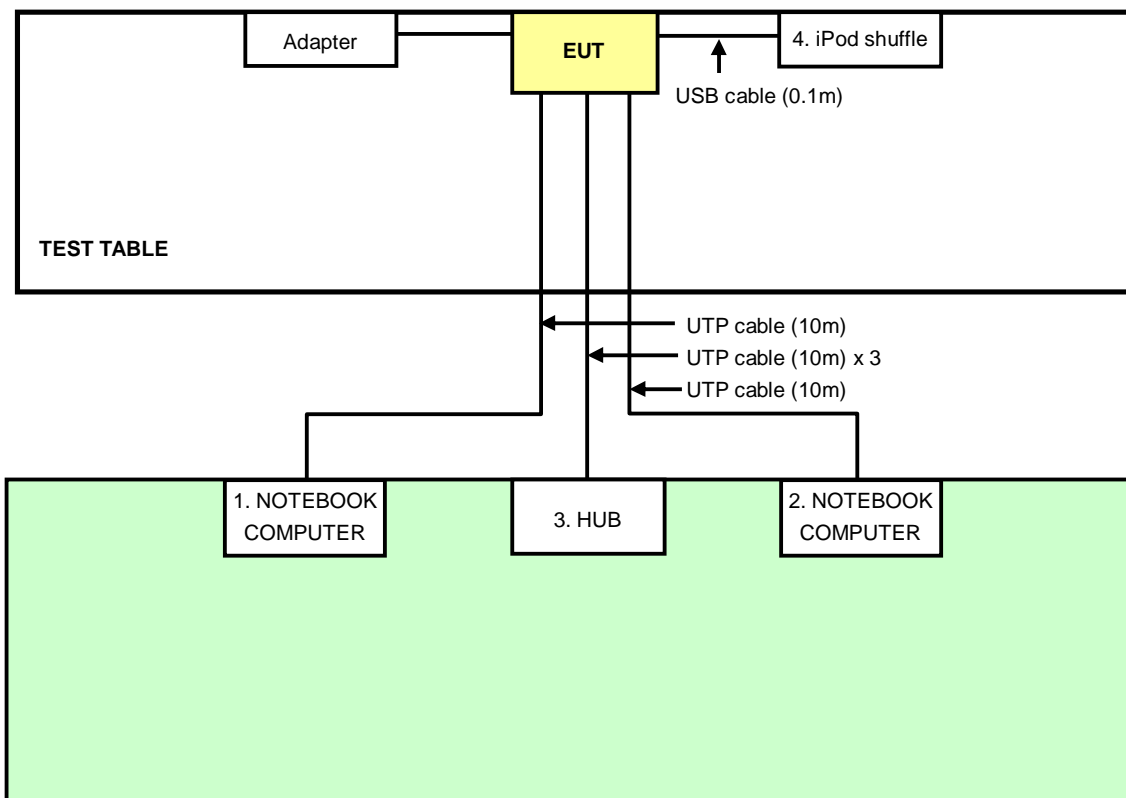 Adapter
EUT
4. iPod shuffle
USB cable (0.1m)
TEST TABLE
UTP cable (10m)
UTP cable (10m) x 3
UTP cable (10m)
1. NOTEBOOK
COMPUTER
3. HUB
2. NOTEBOOK
COMPUTER